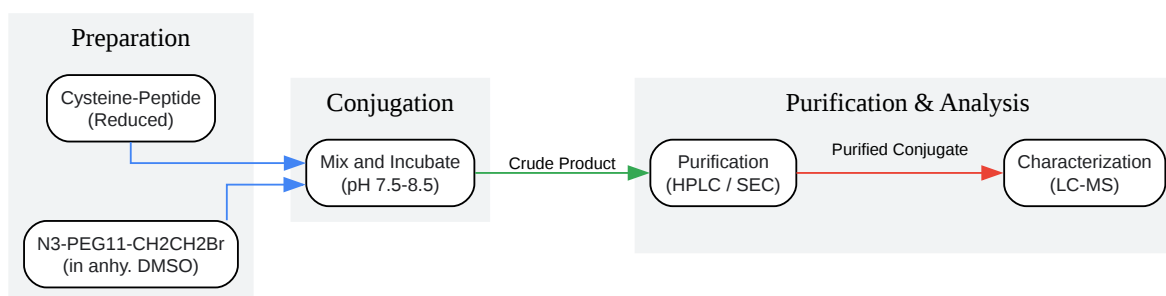 Preparation
Cysteine-Peptide
(Reduced)
N3-PEG11-CH2CH2Br
(in anhy. DMSO)
Conjugation
Mix and Incubate
(pH 7.5-8.5)
Crude Product
Purification & Analysis
Purification
(HPLC / SEC)
Purified Conjugate
Characterization
(LC-MS)